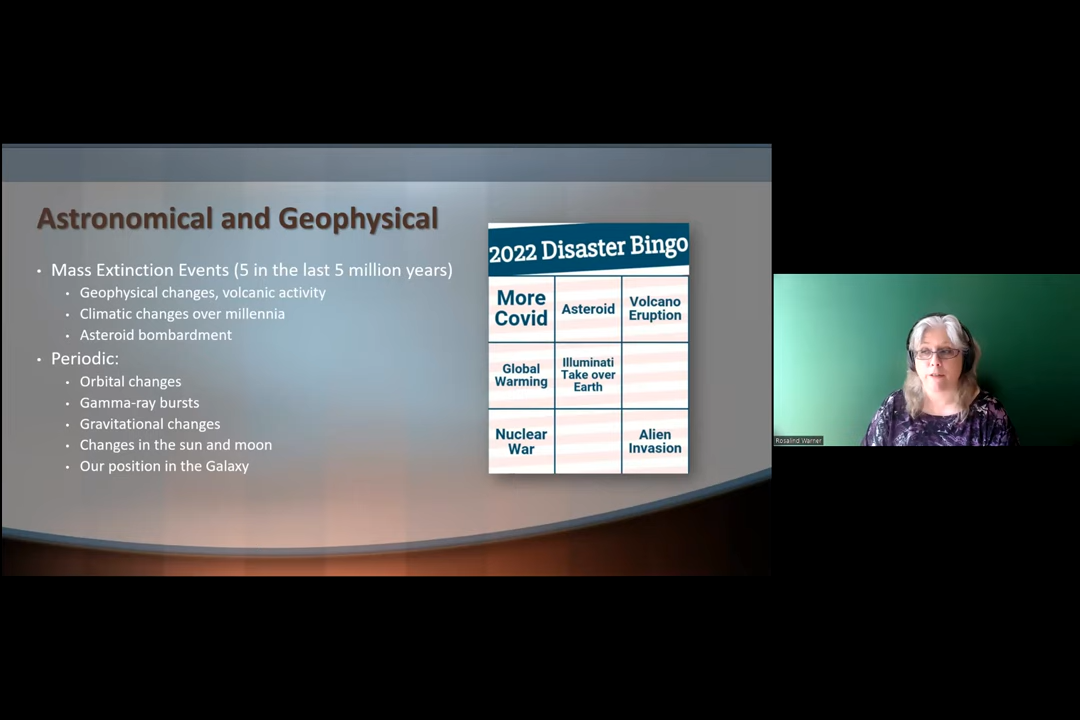 Astronomical and Geophysical
• Mass Extinction Events (5 in the last 5 million years)
• Geophysical changes, volcanic activity
• Climatic changes over millennia
• Asteroid bombardment
• Periodic:
• Orbital changes
• Gamma-ray bursts
• Gravitational changes
• Changes in the sun and moon
• Our position in the Galaxy
2022 Disaster Bingo
More
Covid
Asteroid
Volcano
Eruption
Global
Warming
Illuminati
Take over
Earth
Nuclear
War
Alien
Invasion
Rosalind Warner